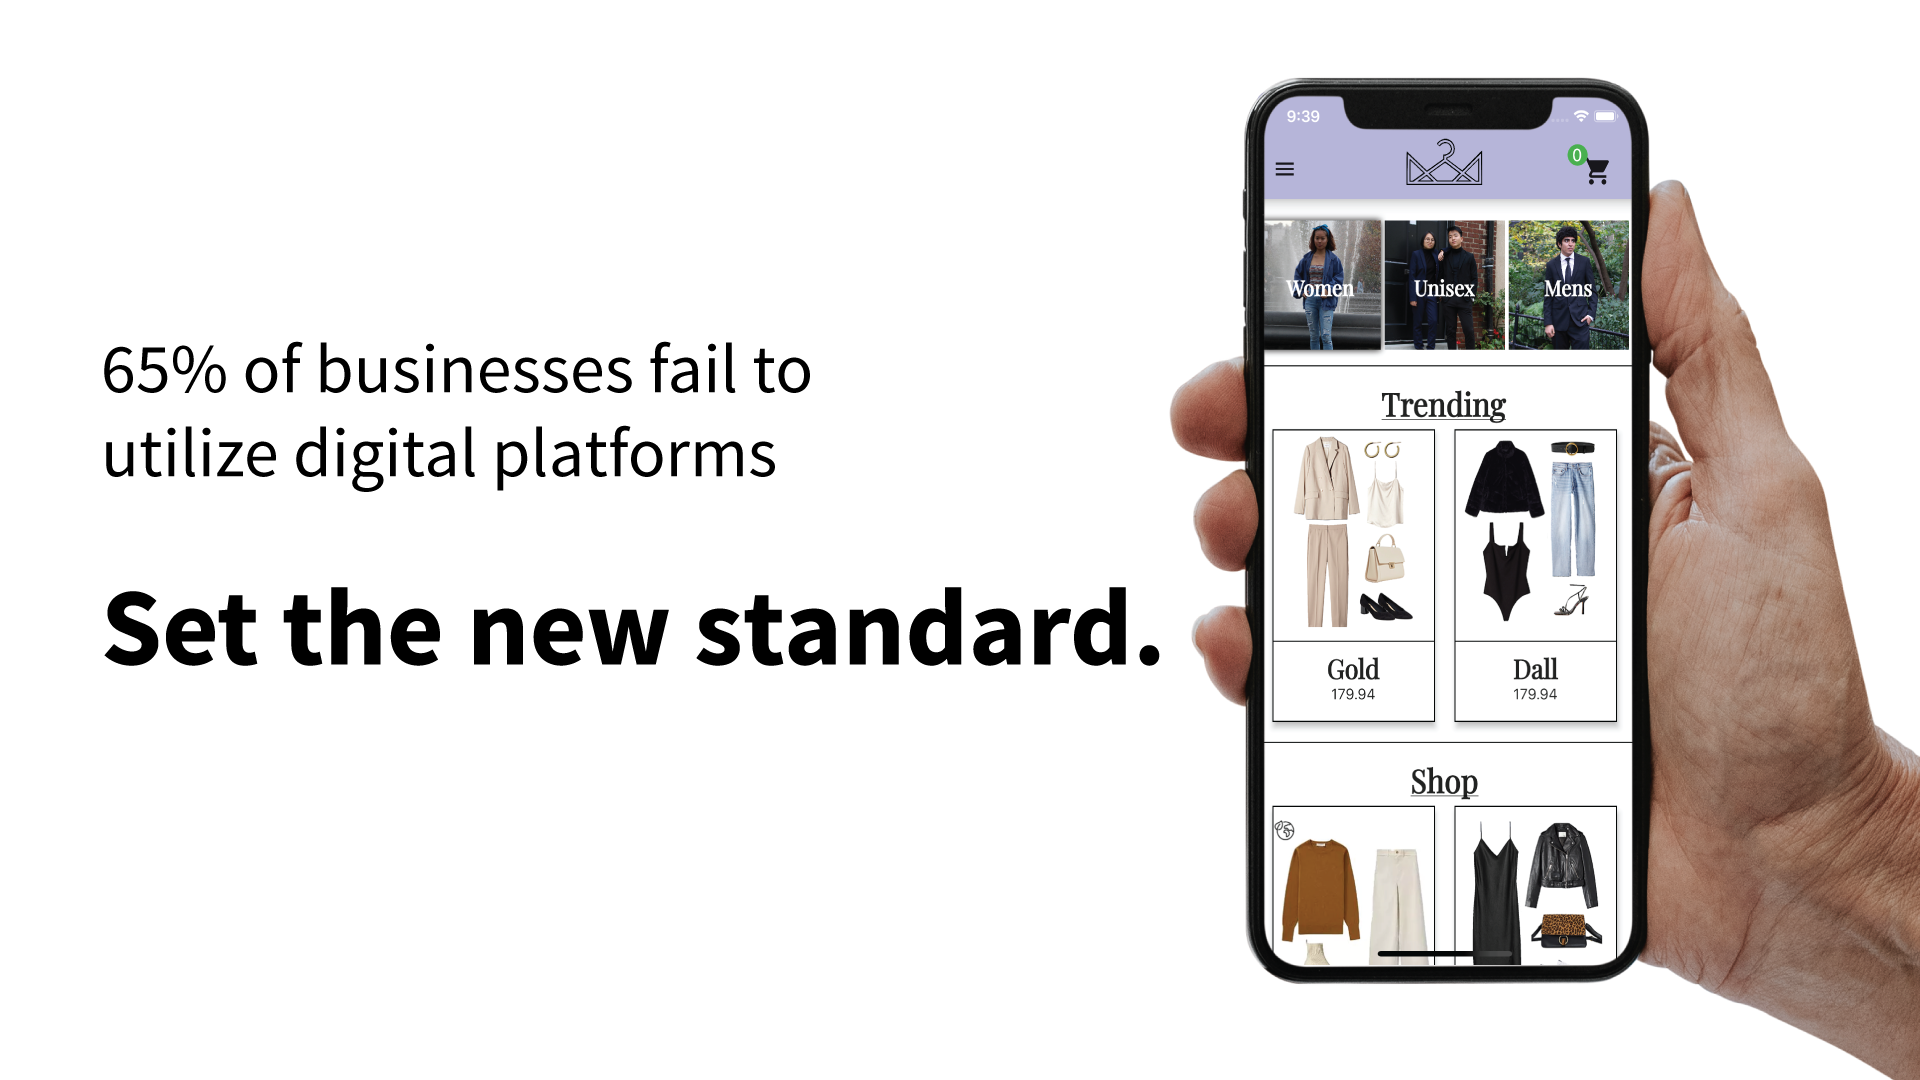 65% of businesses fail to
utilize digital platforms
Set the new standard.
9:39
0
Women
Unisex
Mens
Trending
Gold
179.94
Dall
179.94
Shop